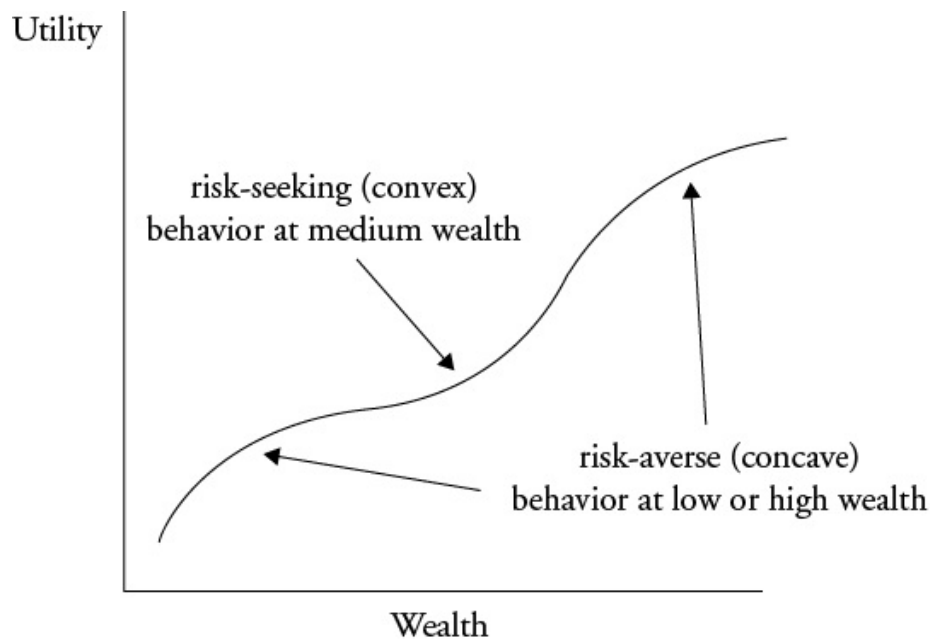 Utility
risk-seeking (convex)
behavior at medium wealth
risk-averse (concave)
behavior at low or high wealth
Wealth